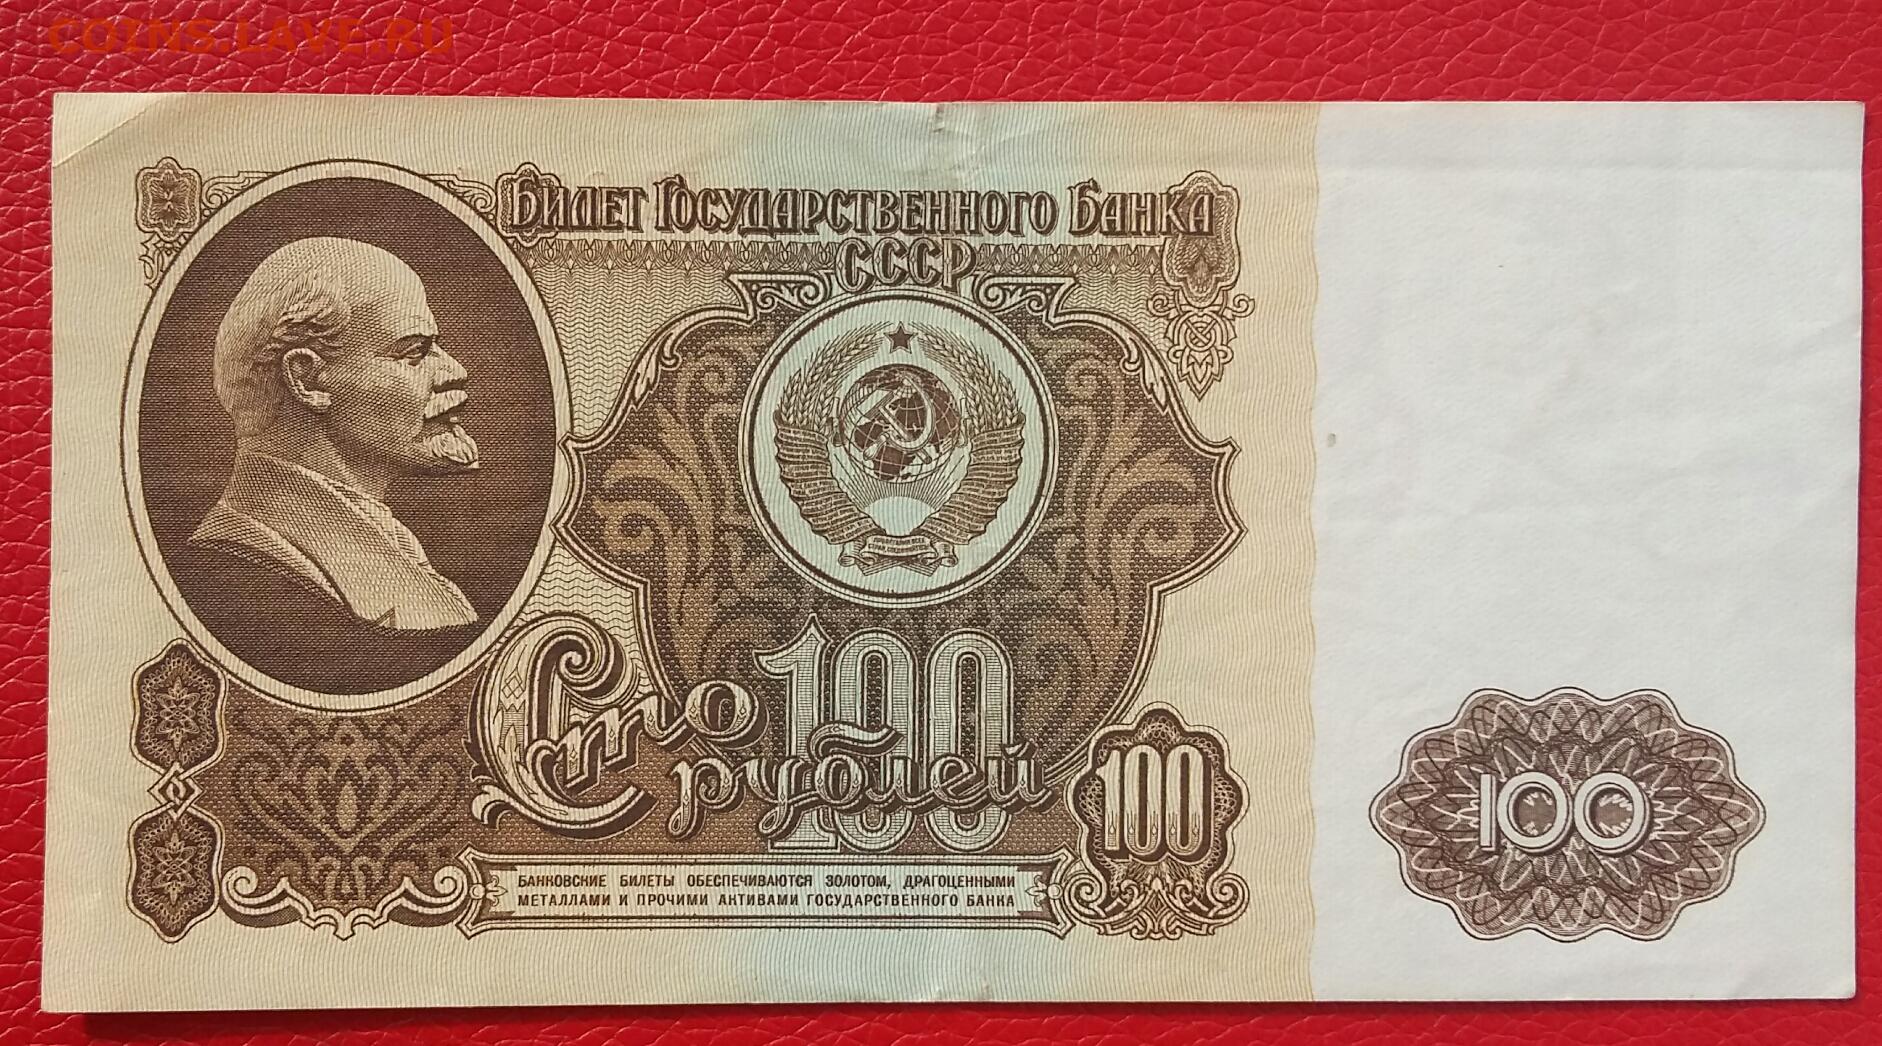 COINS.LAVE.RU
БИЛЕТ ГОСУДАРСТВЕННОГО БАНКА
СССР
100
Сто
рублей
100
100
БАНКОВСКИЕ БИЛЕТЫ ОБЕСПЕЧИВАЮТСЯ ЗОЛОТОМ, ДРАГОЦЕННЫМИ
МЕТАЛЛАМИ И ПРОЧИМИ АКТИВАМИ ГОСУДАРСТВЕННОГО БАНКА